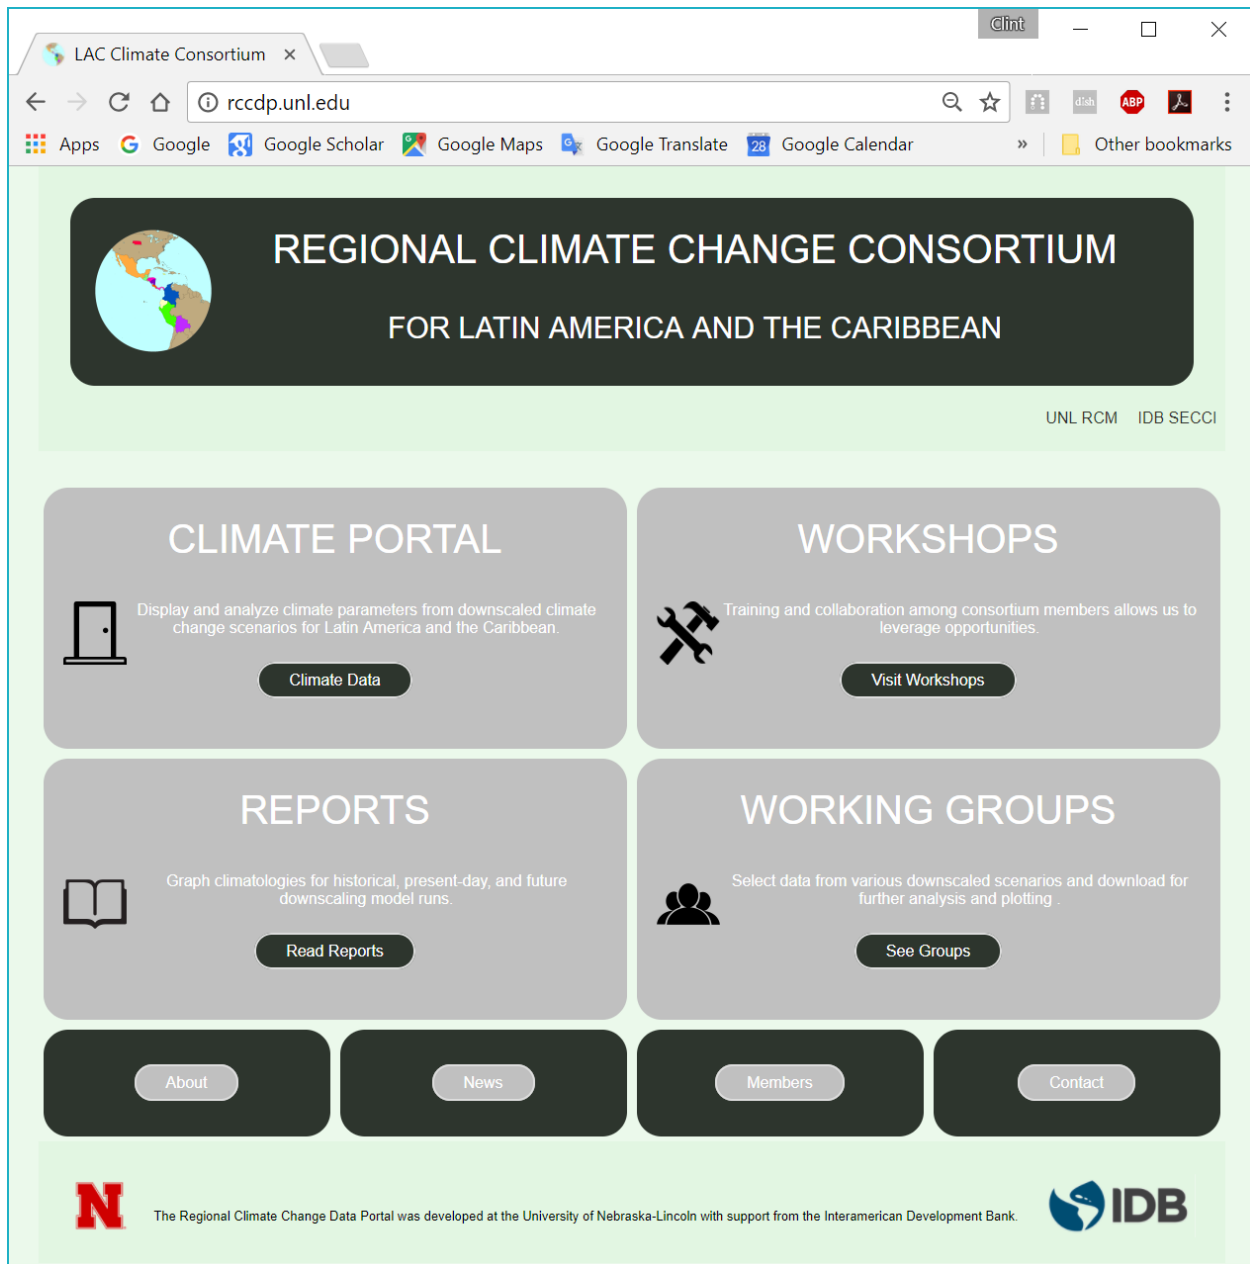 Clint
LAC Climate Consortium
rccdp.unl.edu
dish
ABP
Apps
G Google
Google Scholar
Google Maps
Google Translate
28 Google Calendar
»
Other bookmarks
REGIONAL CLIMATE CHANGE CONSORTIUM
FOR LATIN AMERICA AND THE CARIBBEAN
UNL RCM IDB SECCI
CLIMATE PORTAL
Display and analyze climate parameters from downscaled climate
change scenarios for Latin America and the Caribbean.
Climate Data
WORKSHOPS
Training and collaboration among consortium members allows us to
leverage opportunities.
Visit Workshops
REPORTS
Graph climatologies for historical, present-day, and future
downscaling model runs.
Read Reports
WORKING GROUPS
Select data from various downscaled scenarios and download for
further analysis and plotting .
See Groups
About
News
Members
Contact
N
The Regional Climate Change Data Portal was developed at the University of Nebraska-Lincoln with support from the Interamerican Development Bank.
IDB